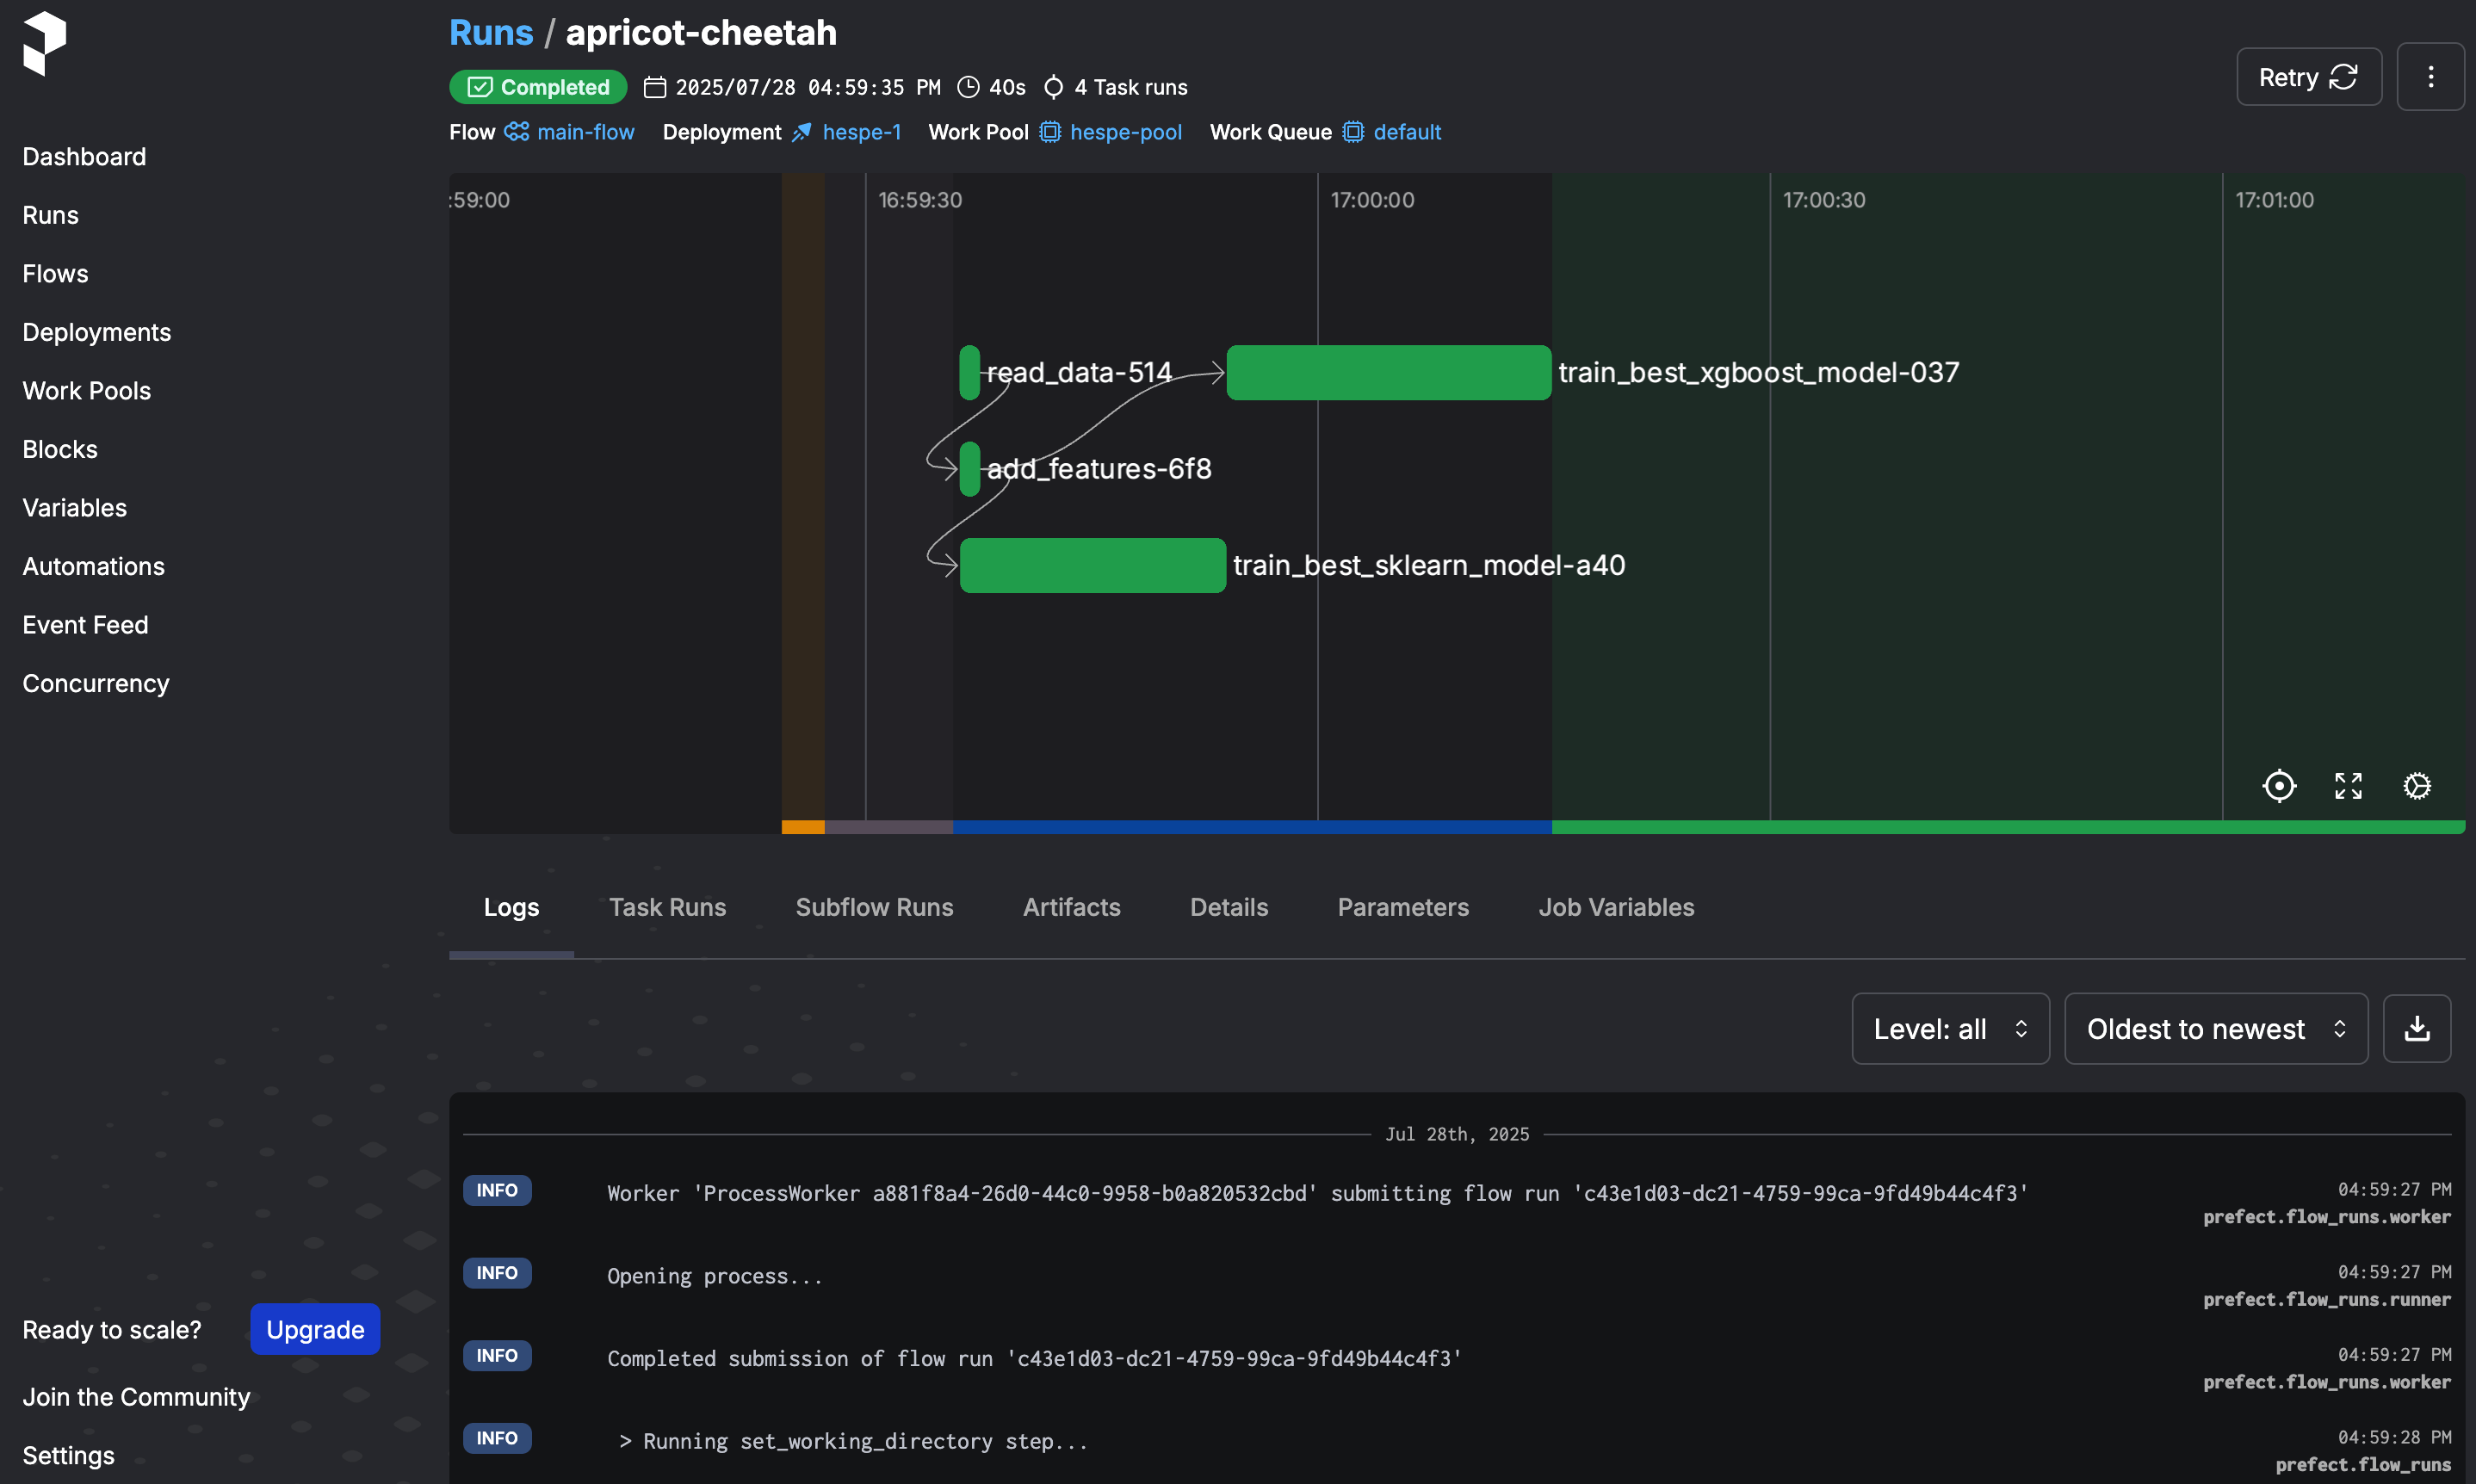 Runs / apricot-cheetah
Completed 2025/07/28 04:59:35 PM 40s 4 Task runs
Retry
Flow main-flow Deployment hespe-1 Work Pool hespe-pool Work Queue default
Dashboard
Runs
Flows
Deployments
Work Pools
Blocks
Variables
Automations
Event Feed
Concurrency
Ready to scale? Upgrade
Join the Community
Settings
:59:00 16:59:30 17:00:00 17:00:30 17:01:00
read_data-514 train_best_xgboost_model-037
add_features-6f8
train_best_sklearn_model-a40
Logs Task Runs Subflow Runs Artifacts Details Parameters Job Variables
Level: all Oldest to newest
Jul 28th, 2025
INFO Worker 'ProcessWorker a881f8a4-26d0-44c0-9958-b0a820532cbd' submitting flow run 'c43e1d03-dc21-4759-99ca-9fd49b44c4f3' 04:59:27 PM
prefect.flow_runs.worker
INFO Opening process... 04:59:27 PM
prefect.flow_runs.runner
INFO Completed submission of flow run 'c43e1d03-dc21-4759-99ca-9fd49b44c4f3' 04:59:27 PM
prefect.flow_runs.worker
INFO > Running set_working_directory step... 04:59:28 PM
prefect.flow_runs